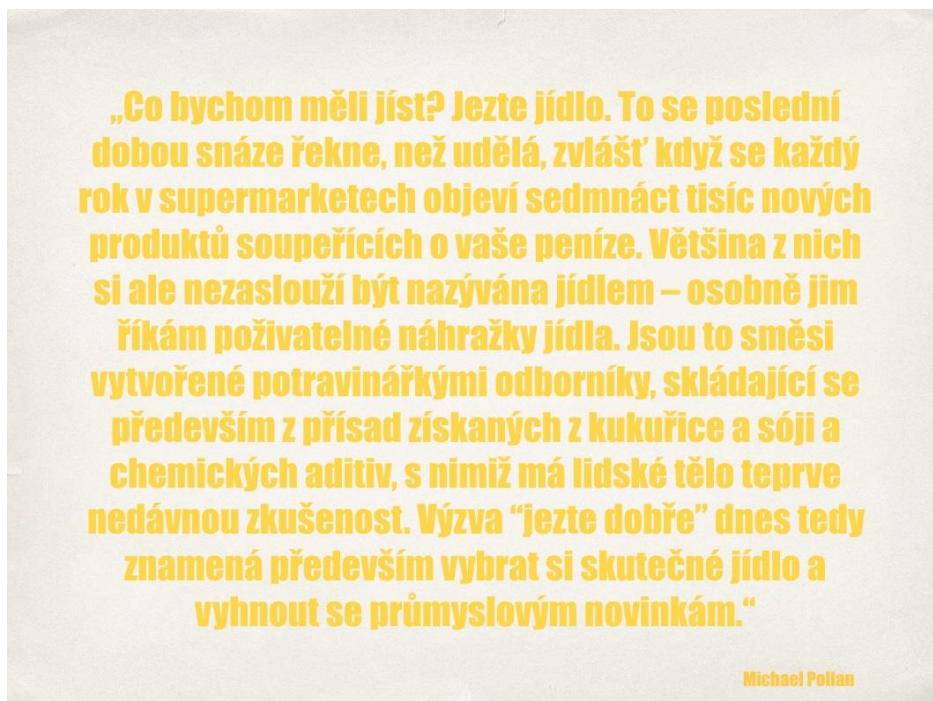 „Co bychom měli jíst? Jezte jídlo. To se poslední
dobou snáze řekne, než udělá, zvlášť když se každý
rok v supermarketech objeví sedmnáct tisíc nových
produktů soupeřících o vaše peníze. Většina z nich
si ale nezaslouží být nazývána jídlem – osobně jim
říkám poživatelné náhražky jídla. Jsou to směsi
vytvořené potravinářkými odborníky, skládající se
především z přísad získaných z kukuřice a sóji a
chemických aditiv, s nimiž má lidské tělo teprve
nedávnou zkušenost. Výzva “jezte dobře” dnes tedy
znamená především vybrat si skutečné jídlo a
vyhnout se průmyslovým novinkám.“
Michael Pollan